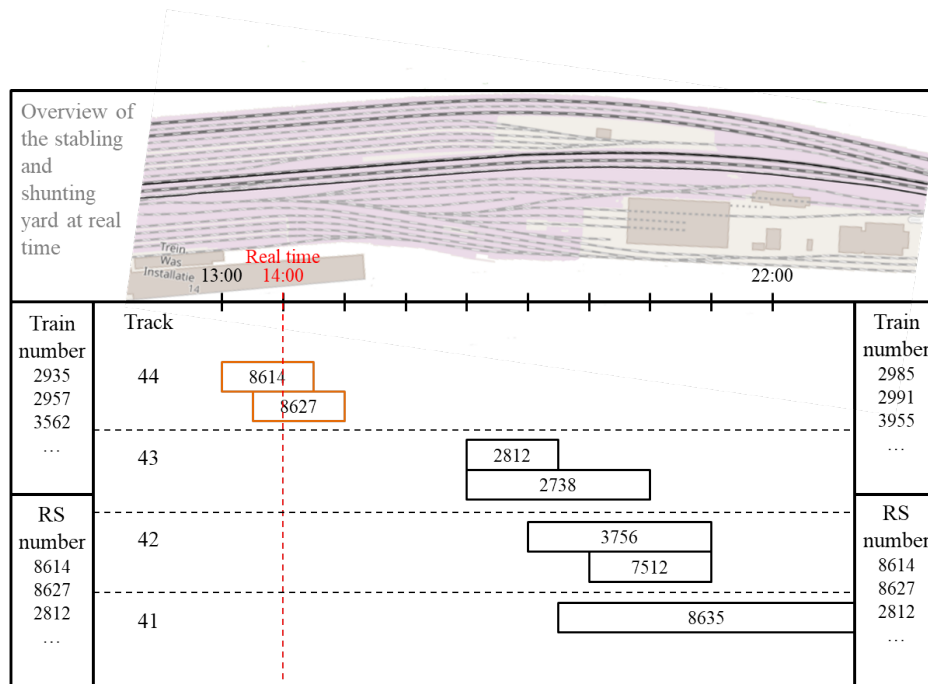 Overview of
the stabling
and
shunting
yard at real
time
Trein
Was
Installatie
14
Real time
13:00 14:00 22:00
Train
number
2935
2957
3562
…
RS
number
8614
8627
2812
…
Track
44
8614
8627
43
2812
2738
42
3756
7512
41
8635
Train
number
2985
2991
3955
…
RS
number
8614
8627
2812
…